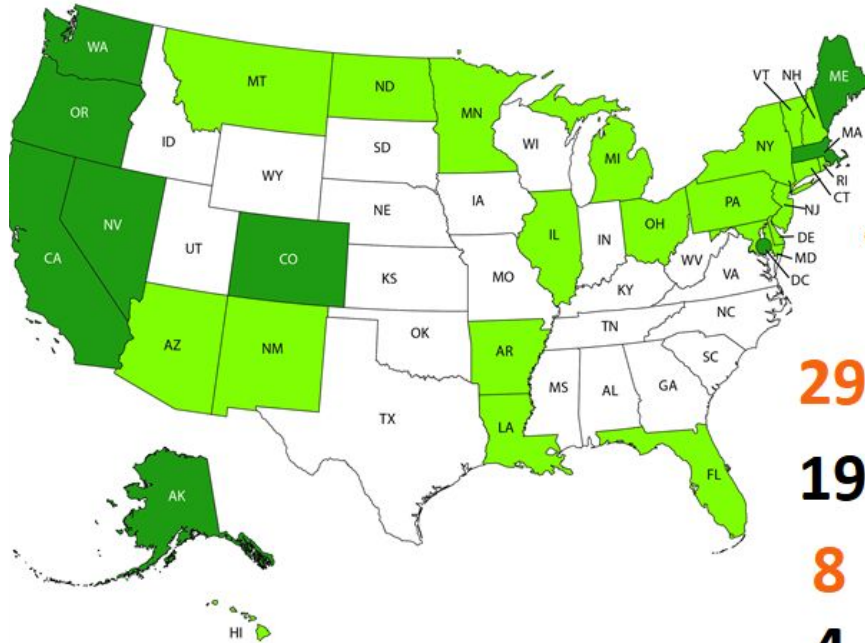 WA
MT
ND
MN
VT NH
ME
OR
ID
SD
WI
MI
NY
MA
WY
RI
CT
IA
PA
NJ
NE
NV
IL
IN
OH
UT
CO
DE
MD
CA
WV
VA
DC
KS
MO
KY
NC
TN
AZ
NM
OK
AR
SC
29
MS
AL
GA
TX
LA
FL
19
AK
8
HI